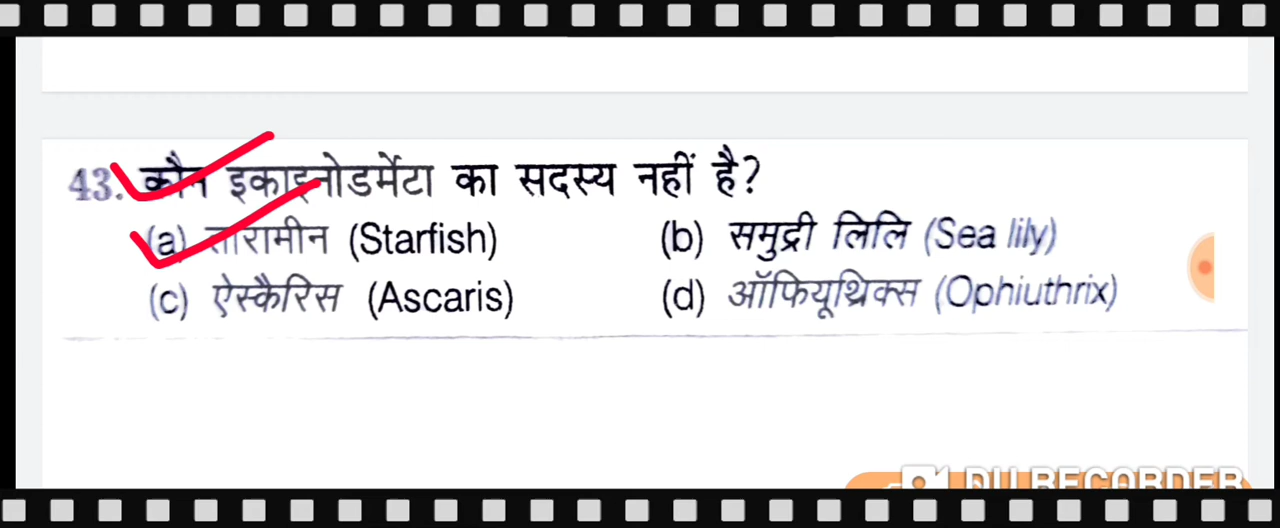 43. कौन इकाइनोडर्मेटा का सदस्य नहीं है?
(a) तारामीन (Starfish) (b) समुद्री लिलि (Sea lily)
(c) ऐस्कैरिस (Ascaris) (d) ऑफियूथ्रिक्स (Ophiuthrix)
DU RECORDER